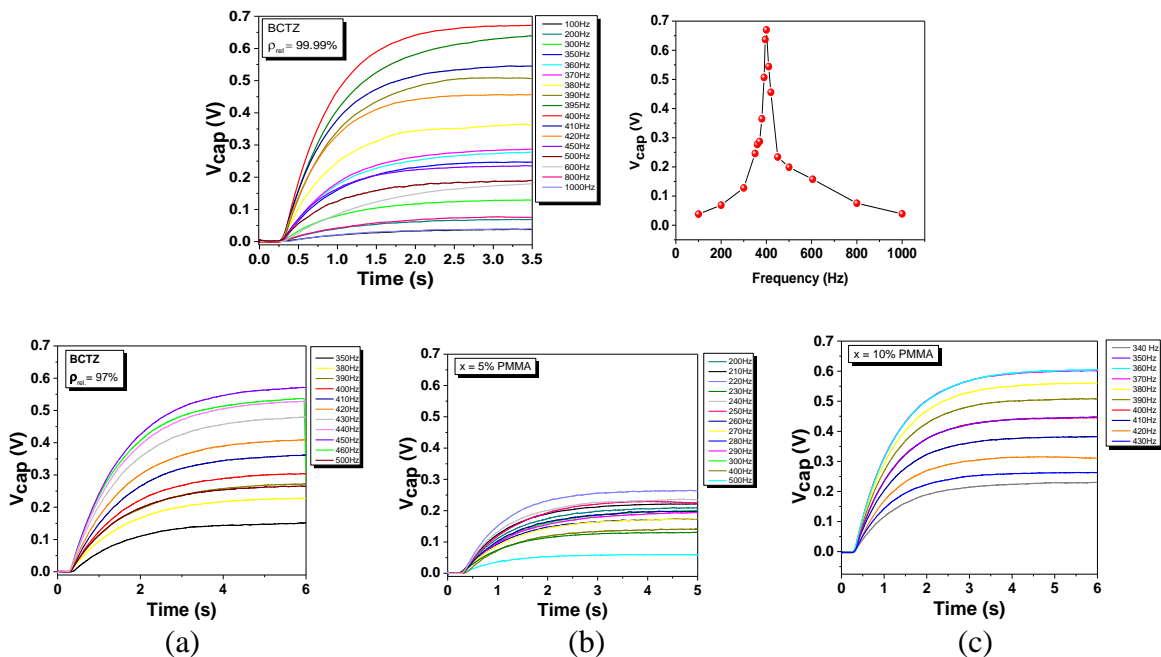 BCTZ
ρrel = 99.99%
0.7
0.6
0.5
0.4
0.3
0.2
0.1
0.0
Vcap (V)
0.0 0.5 1.0 1.5 2.0 2.5 3.0 3.5
Time (s)
100Hz
200Hz
300Hz
350Hz
360Hz
370Hz
380Hz
390Hz
395Hz
400Hz
410Hz
420Hz
450Hz
500Hz
600Hz
800Hz
1000Hz
0.7
0.6
0.5
0.4
0.3
0.2
0.1
0.0
Vcap (V)
0 200 400 600 800 1000
Frequency (Hz)
BCTZ
ρrel. = 97%
0.7
0.6
0.5
0.4
0.3
0.2
0.1
0.0
Vcap (V)
0 2 4 6
Time (s)
350Hz
380Hz
390Hz
400Hz
410Hz
420Hz
430Hz
440Hz
450Hz
460Hz
500Hz
(a)
x = 5% PMMA
0.7
0.6
0.5
0.4
0.3
0.2
0.1
0.0
Vcap (V)
0 1 2 3 4 5
Time (s)
200Hz
210Hz
220Hz
230Hz
240Hz
250Hz
260Hz
270Hz
280Hz
290Hz
300Hz
400Hz
500Hz
(b)
x = 10% PMMA
0.7
0.6
0.5
0.4
0.3
0.2
0.1
0.0
Vcap (V)
0 1 2 3 4 5 6
Time (s)
340 Hz
350Hz
360Hz
370Hz
380Hz
390Hz
400Hz
410Hz
420Hz
430Hz
(c)